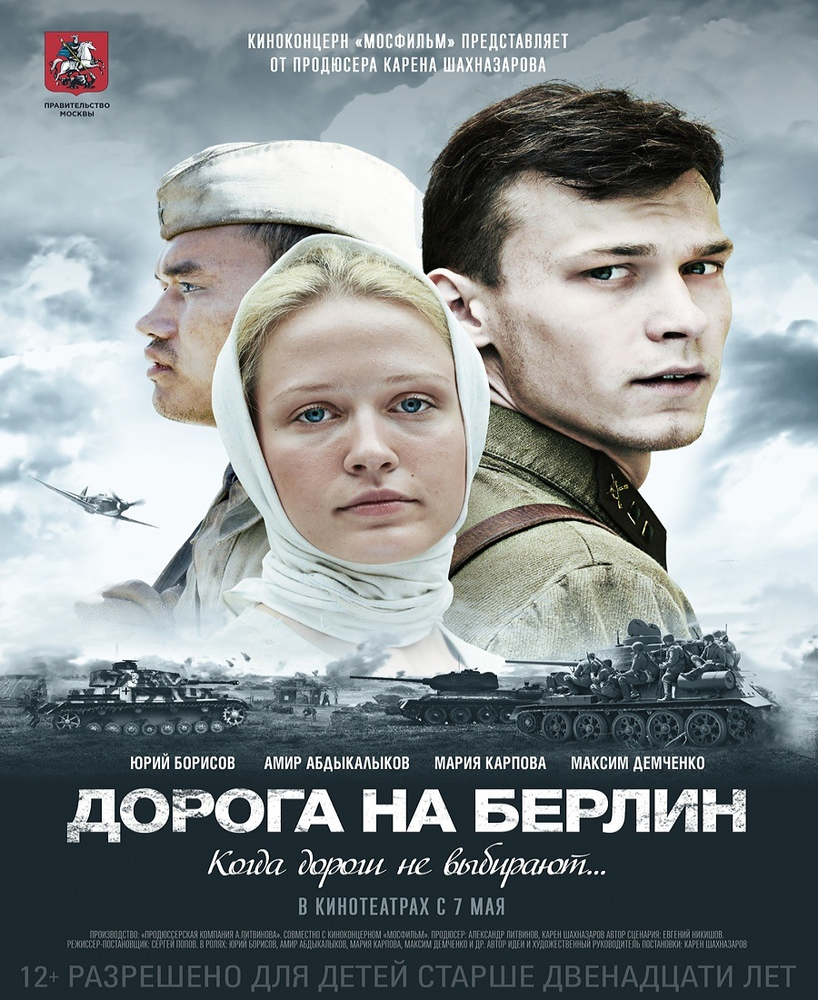 КИНОКОНЦЕРН «МОСФИЛЬМ» ПРЕДСТАВЛЯЕТ
ОТ ПРОДЮСЕРА КАРЕНА ШАХНАЗАРОВА
ПРАВИТЕЛЬСТВО
МОСКВЫ
ЮРИЙ БОРИСОВ АМИР АБДЫКАЛЫКОВ МАРИЯ КАРПОВА МАКСИМ ДЕМЧЕНКО
ДОРОГА НА БЕРЛИН
Когда дороги не выбирают...
В КИНОТЕАТРАХ С 7 МАЯ
ПРОИЗВОДСТВО: «ПРОДЮССЕРСКАЯ КОМПАНИЯ А.ЛИТВИНОВА». СОВМЕСТНО С КИНОКОНЦЕРНОМ «МОСФИЛЬМ». ПРОДЮСЕР: АЛЕКСАНДР ЛИТВИНОВ, КАРЕН ШАХНАЗАРОВ АВТОР СЦЕНАРИЯ: ЕВГЕНИЙ НИКИШОВ.
РЕЖИССЕР-ПОСТАНОВЩИК: СЕРГЕЙ ПОПОВ. В РОЛЯХ: ЮРИЙ БОРИСОВ, АМИР АБДЫКАЛЫКОВ, МАРИЯ КАРПОВА, МАКСИМ ДЕМЧЕНКО И ДР. АВТОР ИДЕИ И ХУДОЖЕСТВЕННЫЙ РУКОВОДИТЕЛЬ ПОСТАНОВКИ: КАРЕН ШАХНАЗАРОВ
12+ РАЗРЕШЕНО ДЛЯ ДЕТЕЙ СТАРШЕ ДВЕНАДЦАТИ ЛЕТ